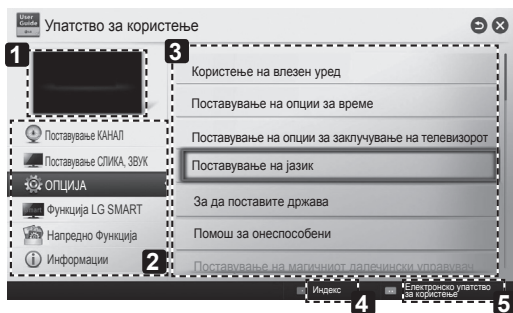 User Guide
Упатство за користење
1
3
Користење на влезен уред
Поставување на опции за време
Поставување КАНАЛ
Поставување на опции за заклучување на телевизорот
Поставување СЛИКА, ЗВУК
Поставување на јазик
ОПЦИЈА
За да поставите држава
Функција LG SMART
Напредно Функција
Помош за онеспособени
Информации
2
Поставување на магичниот далечински управувач
Индекс
4
Електронско упатство
за користење
5